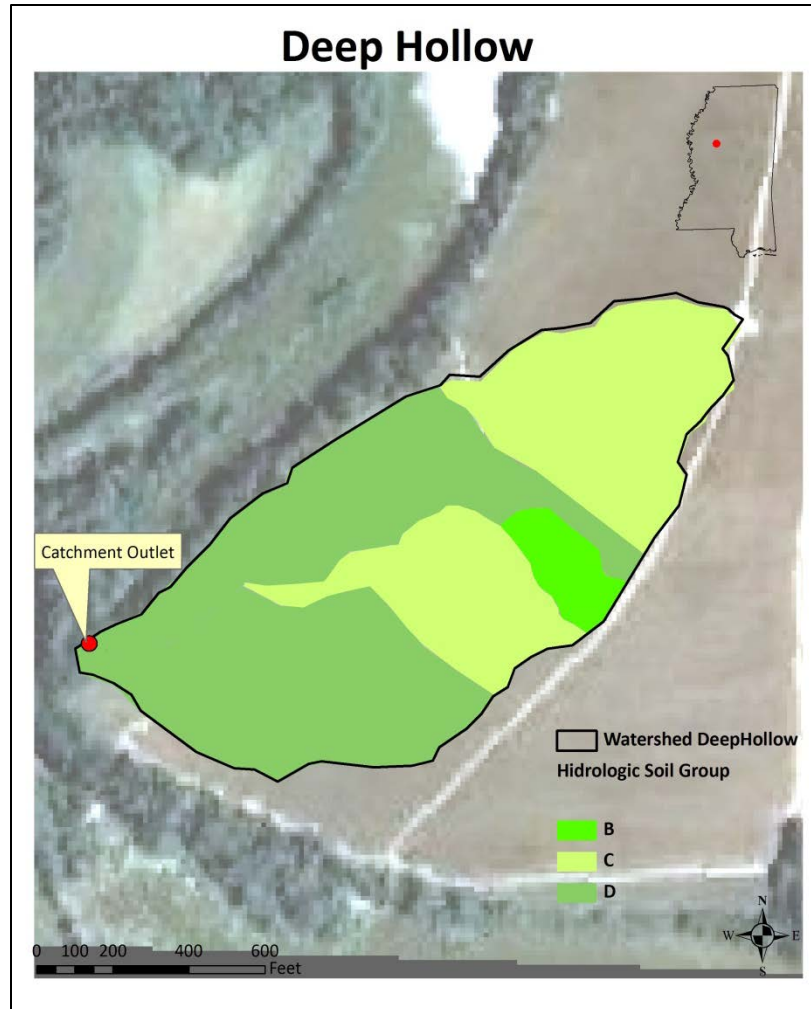 Deep Hollow
Catchment Outlet
Watershed DeepHollow
Hidrologic Soil Group
B
C
D
N
W E
S
0 100 200 400 600
Feet